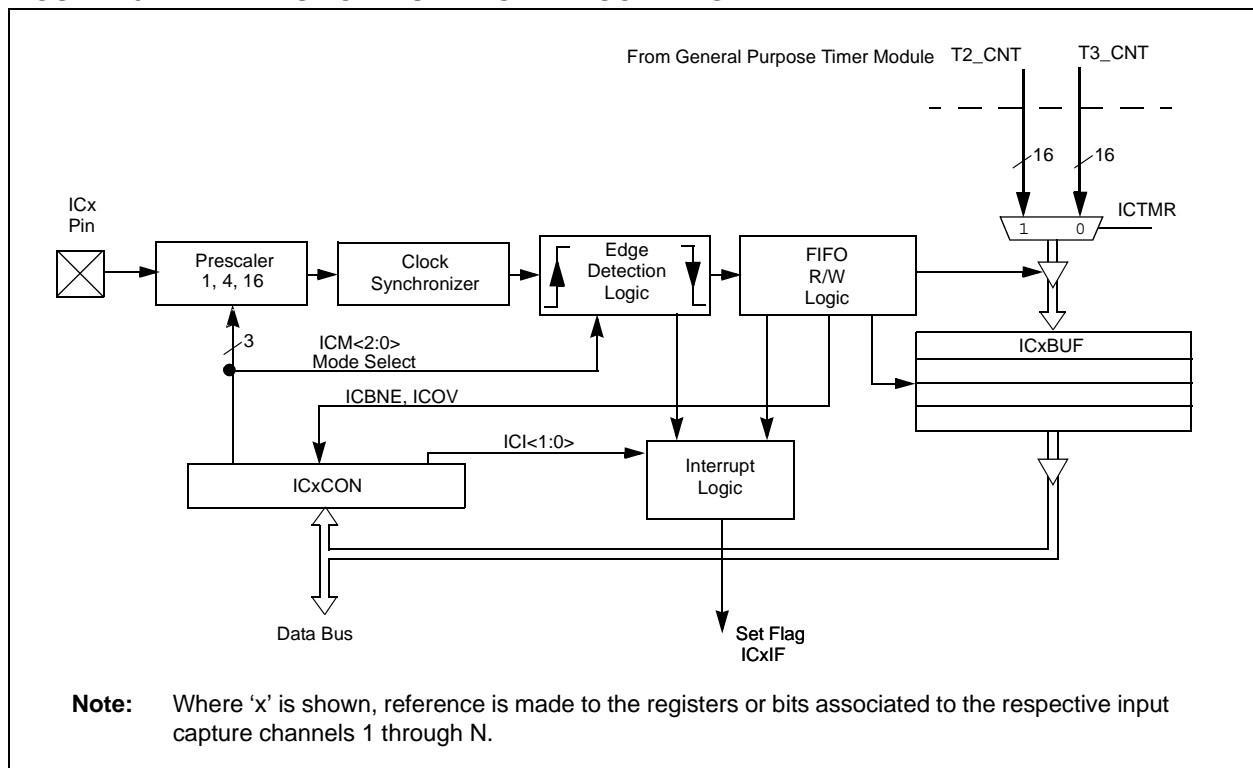 From General Purpose Timer Module
T2_CNT
T3_CNT
16
16
ICx
Pin
1 0
ICTMR
Prescaler
1, 4, 16
Clock
Synchronizer
Edge
Detection
Logic
FIFO
R/W
Logic
3
ICM<2:0>
Mode Select
ICxBUF
ICBNE, ICOV
ICI<1:0>
Interrupt
Logic
ICxCON
Data Bus
Set Flag
ICxIF
Note: Where ‘x’ is shown, reference is made to the registers or bits associated to the respective input
capture channels 1 through N.